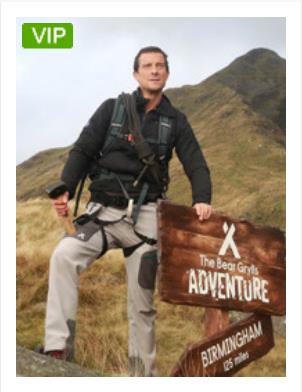 VIP
The Bear Grylls
ADVENTURE
BIRMINGHAM
125 miles